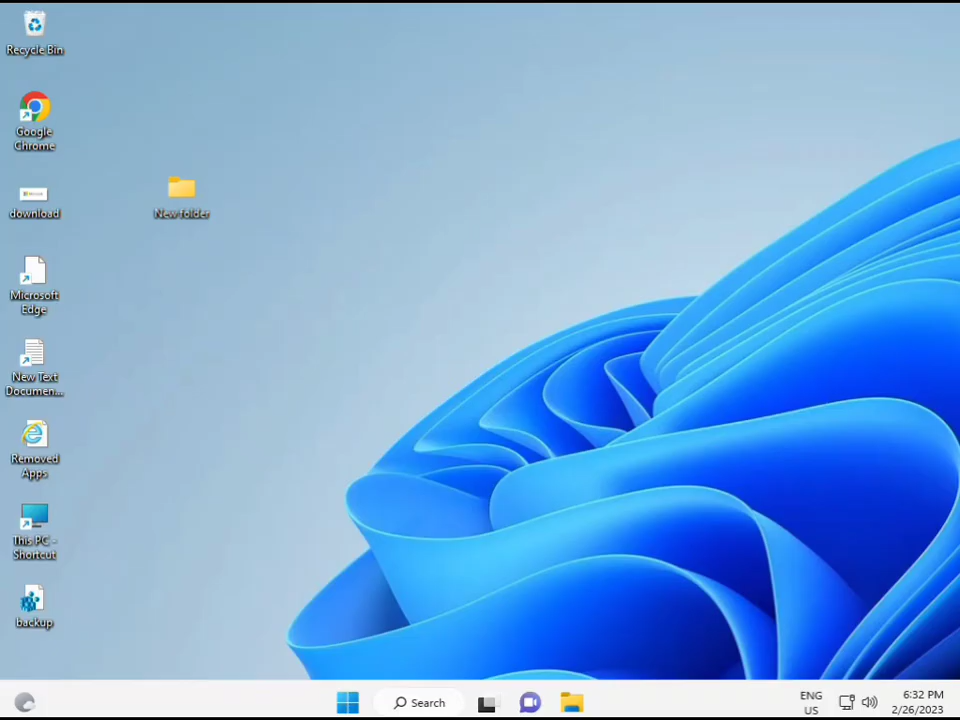 Recycle Bin
Google
Chrome
download
New folder
Microsoft
Edge
New Text
Documen...
Removed
Apps
This PC -
Shortcut
backup
Search
ENG
US
6:32 PM
2/26/2023